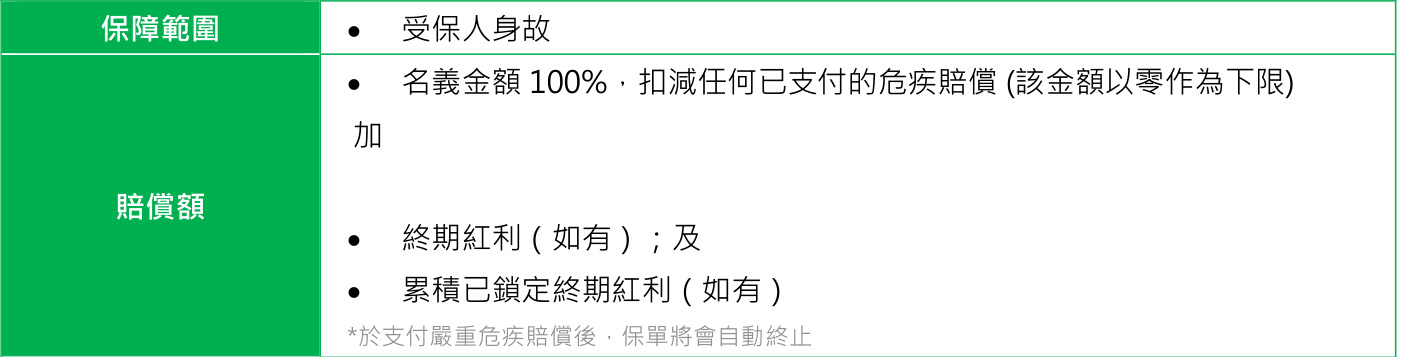 保障範圍
● 受保人身故
賠償額
● 名義金額 100%，扣減任何已支付的危疾賠償 (該金額以零作為下限)
加
● 終期紅利（如有）；及
● 累積已鎖定終期紅利（如有）
*於支付嚴重危疾賠償後，保單將會自動終止